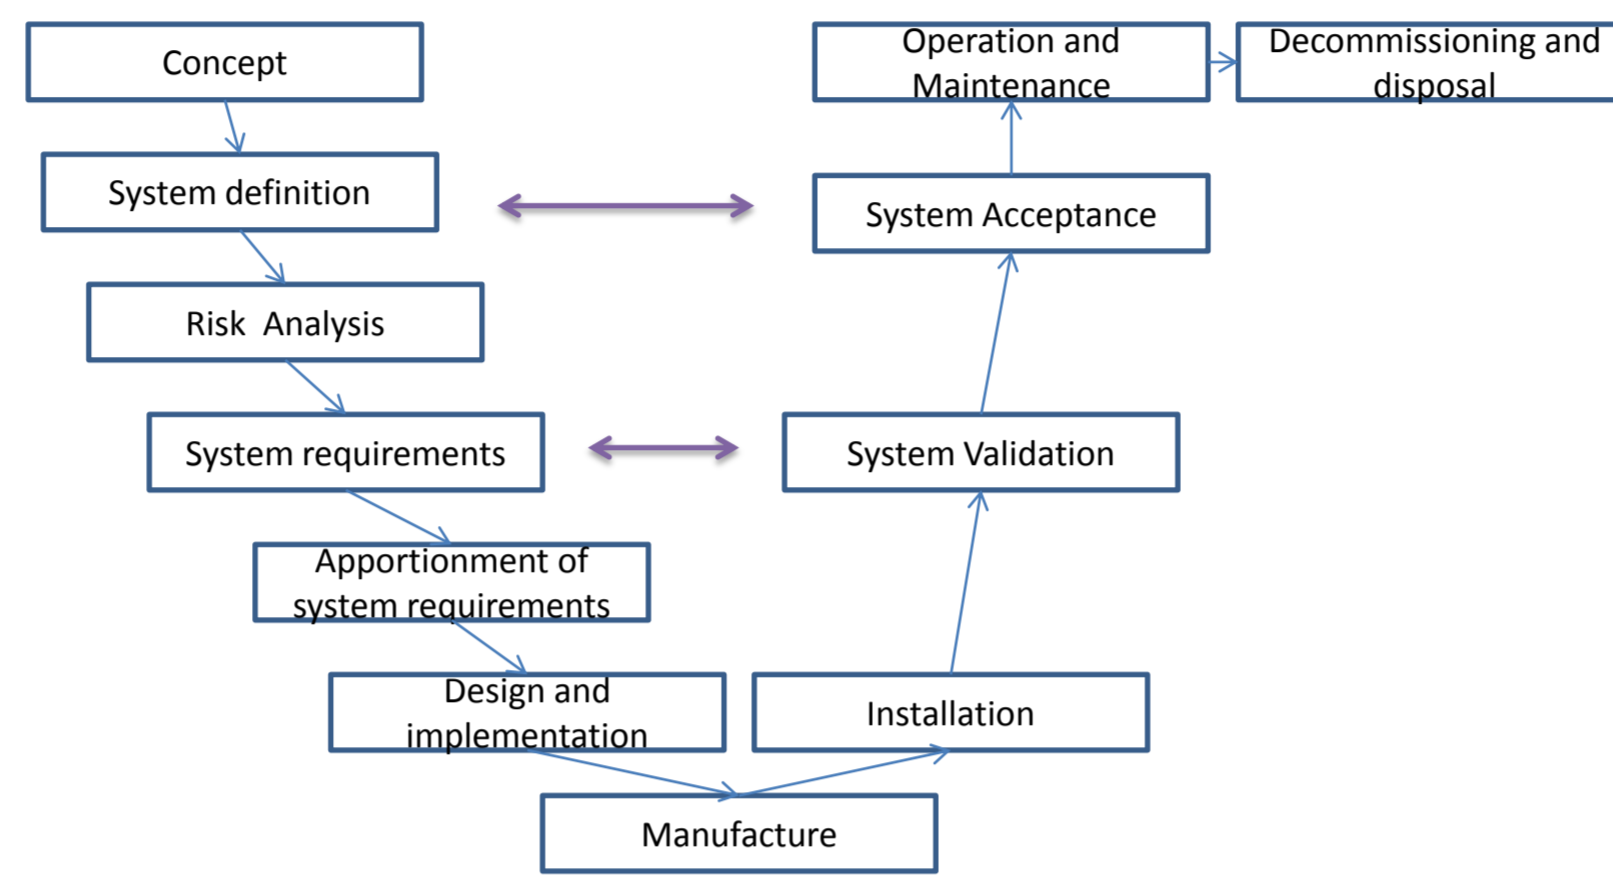 Concept
System definition
Risk  Analysis
System requirements
Apportionment of
system requirements
Design and
implementation
Manufacture
Installation
System Validation
System Acceptance
Operation and
Maintenance
Decommissioning and
disposal